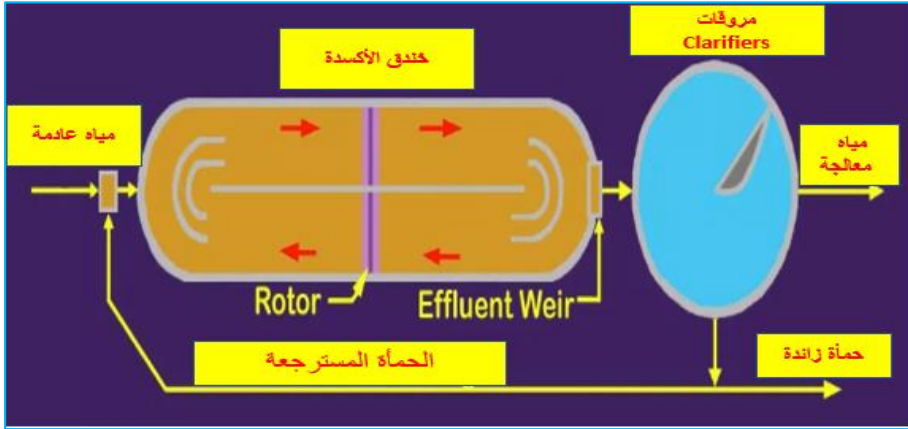 مروقات
Clarifiers
خندق الأكسدة
مياه عادمة
مياه
معالجة
Rotor
Effluent Weir
الحمأة المسترجعة
حمأة زائدة